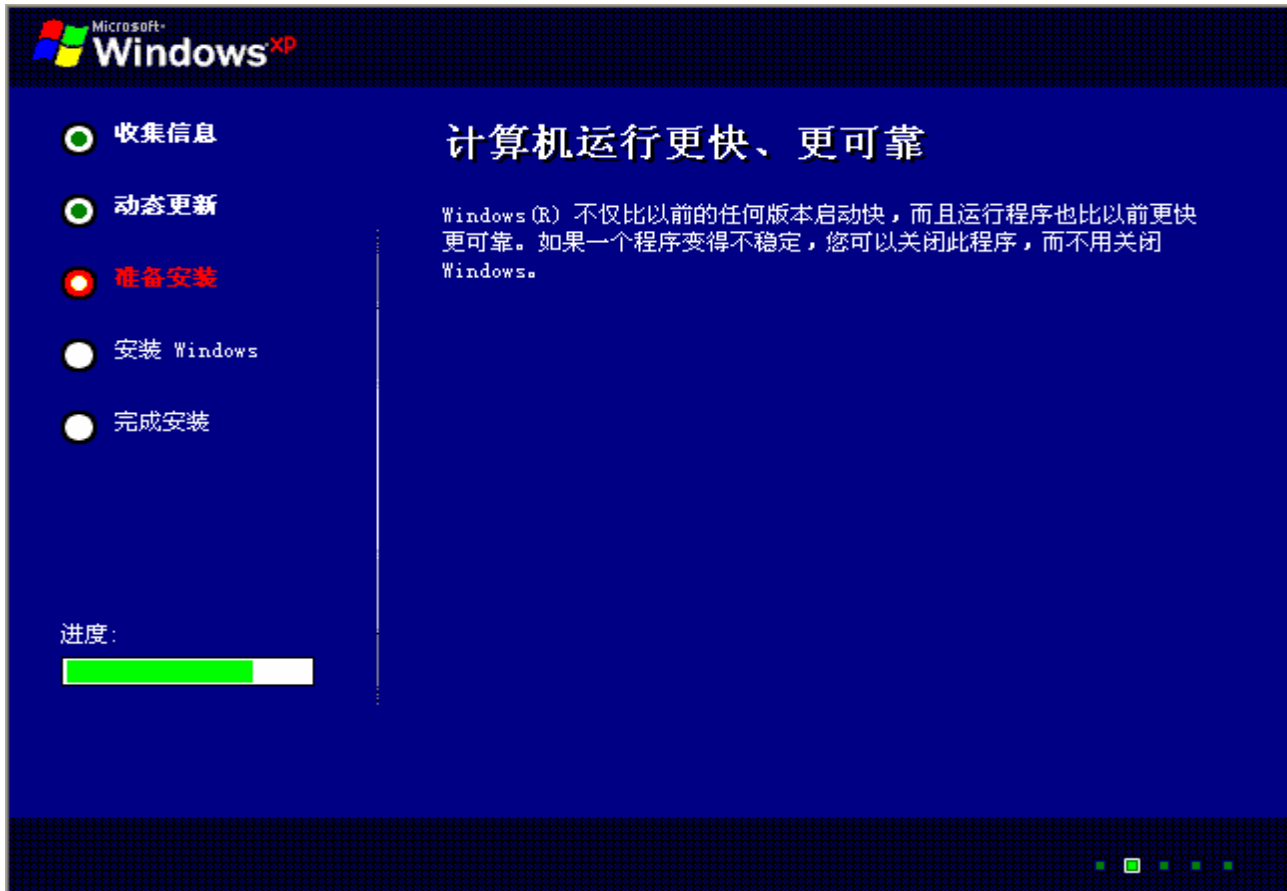 Microsoft
Windows XP
收集信息
动态更新
准备安装
安装 Windows
完成安装
进度:
计算机运行更快、更可靠
Windows(R) 不仅比以前的任何版本启动快，而且运行程序也比以前更快
更可靠。如果一个程序变得不稳定，您可以关闭此程序，而不用关闭
Windows。